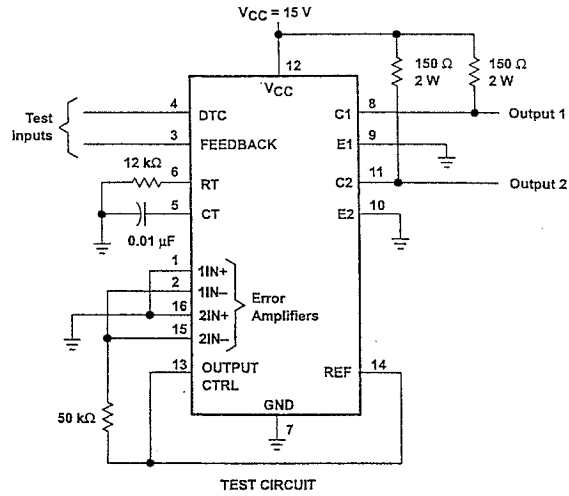 VCC = 15 V
150 Ω
2 W
150 Ω
2 W
12
VCC
Test
Inputs
4
DTC
C1
8
Output 1
3
FEEDBACK
E1
9
12 kΩ
6
RT
C2
11
Output 2
5
CT
E2
10
0.01 µF
1
1IN+
2
1IN–
16
2IN+
15
2IN–
Error
Amplifiers
13
OUTPUT
CTRL
REF
14
GND
7
50 kΩ
TEST CIRCUIT